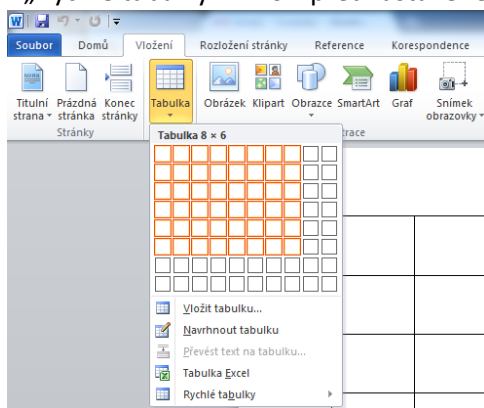 Soubor Domů Vložení Rozložení stránky Reference Korespondence
Titulní strana
Prázdná stránka
Konec stránky
Tabulka
Obrázek Klipart Obrazce SmartArt Graf
Snímek obrazovky
Stránky
trace
Tabulka 8 × 6
Vložit tabulku...
Navrhnout tabulku
Převést text na tabulku...
Tabulka Excel
Rychlé tabulky